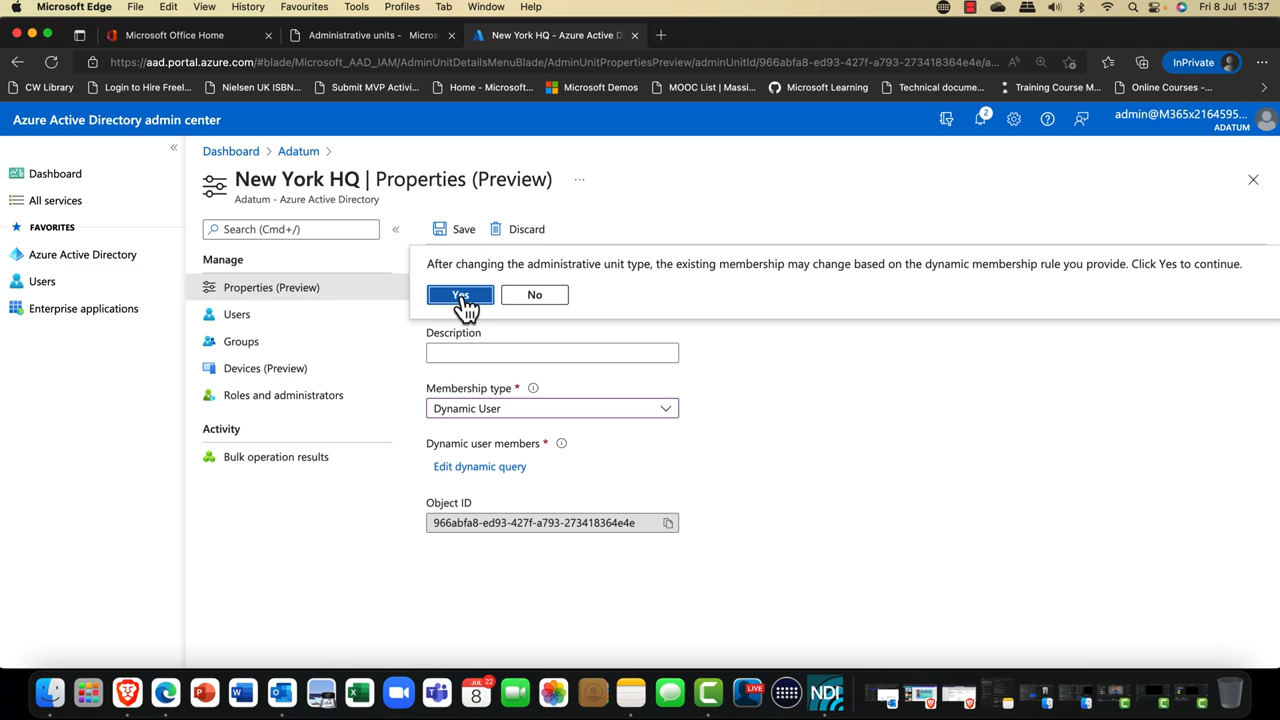 Microsoft Edge File Edit View History Favourites Tools Profiles Tab Window Help Fri 8 Jul 15:37
Microsoft Office Home
Administrative units - Micros
New York HQ - Azure Active D
https://aad.portal.azure.com/#blade/Microsoft_AAD_IAM/AdminUnitDetailsMenuBlade/AdminUnitPropertiesPreview/adminUnitId/966abfa8-ed93-427f-a793-273418364e4e/a...
InPrivate
CW Library
Login to Hire Freel...
Nielsen UK ISBN...
Submit MVP Activi...
Home - Microsoft...
Microsoft Demos
MOOC List | Massi...
Microsoft Learning
Technical docume...
Training Course M...
Online Courses -...
Azure Active Directory admin center
2
admin@M365x2164595...
ADATUM
Dashboard
All services
FAVORITES
Azure Active Directory
Users
Enterprise applications
Dashboard > Adatum >
New York HQ | Properties (Preview) ...
Adatum - Azure Active Directory
Search (Cmd+/)
Manage
Properties (Preview)
Users
Groups
Devices (Preview)
Roles and administrators
Activity
Bulk operation results
Save Discard
After changing the administrative unit type, the existing membership may change based on the dynamic membership rule you provide. Click Yes to continue.
Yes No
Description
Membership type *
Dynamic User
Dynamic user members *
Edit dynamic query
Object ID
966abfa8-ed93-427f-a793-273418364e4e
JUL 22
8
LIVE
NDI